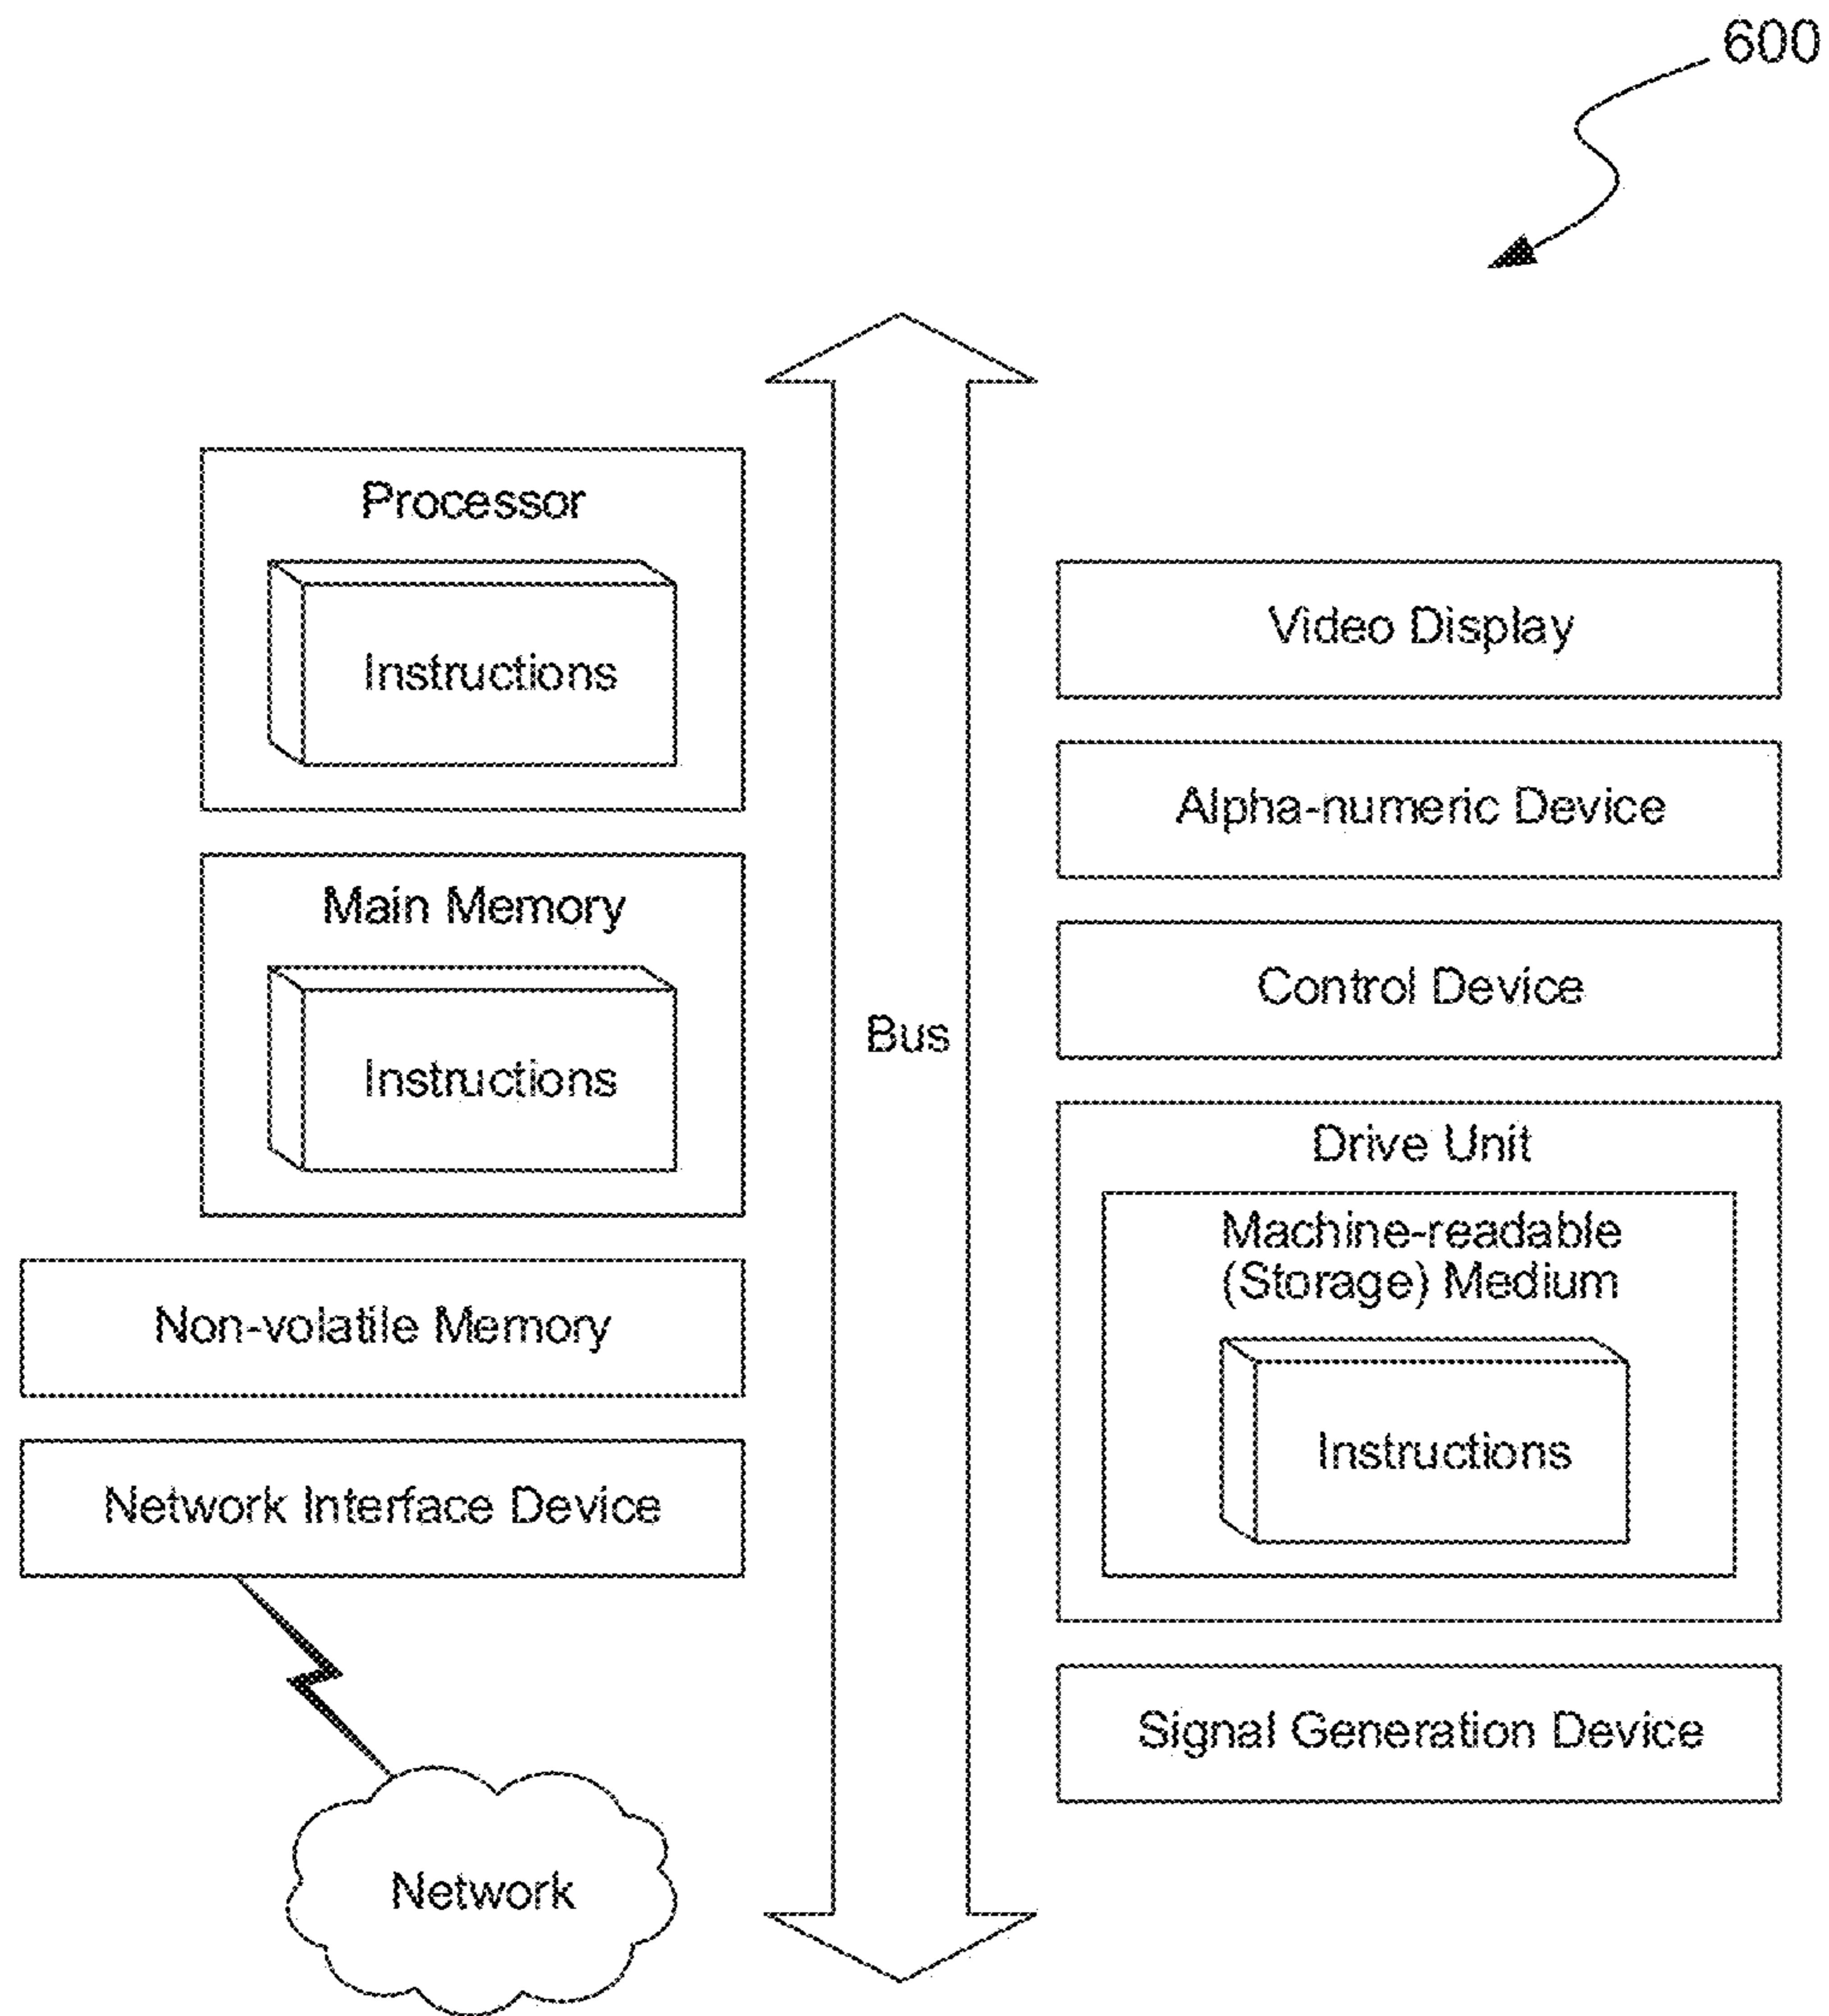 600
Processor
Instructions
Main Memory
Instructions
Non-volatile Memory
Network Interface Device
Network
Bus
Video Display
Alpha-numeric Device
Control Device
Drive Unit
Machine-readable
(Storage) Medium
Instructions
Signal Generation Device